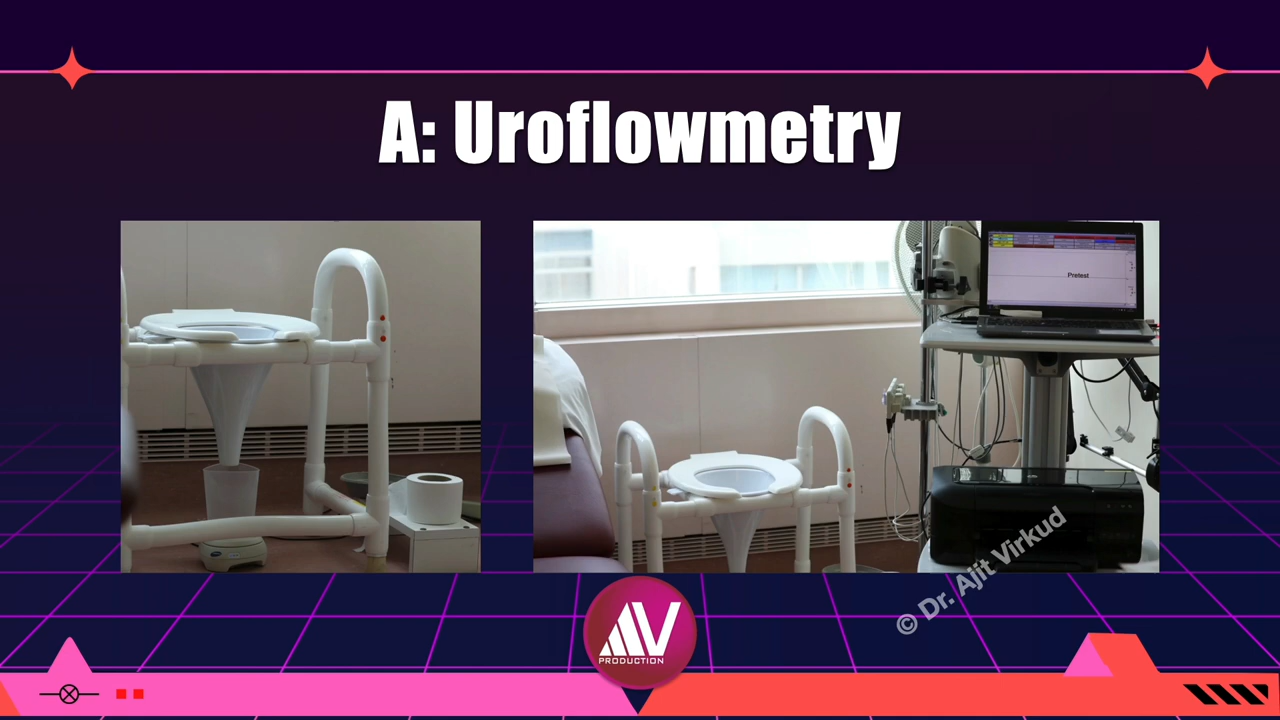 A: Uroflowmetry
Pretest
© Dr. Ajit Virkud
AV
PRODUCTION